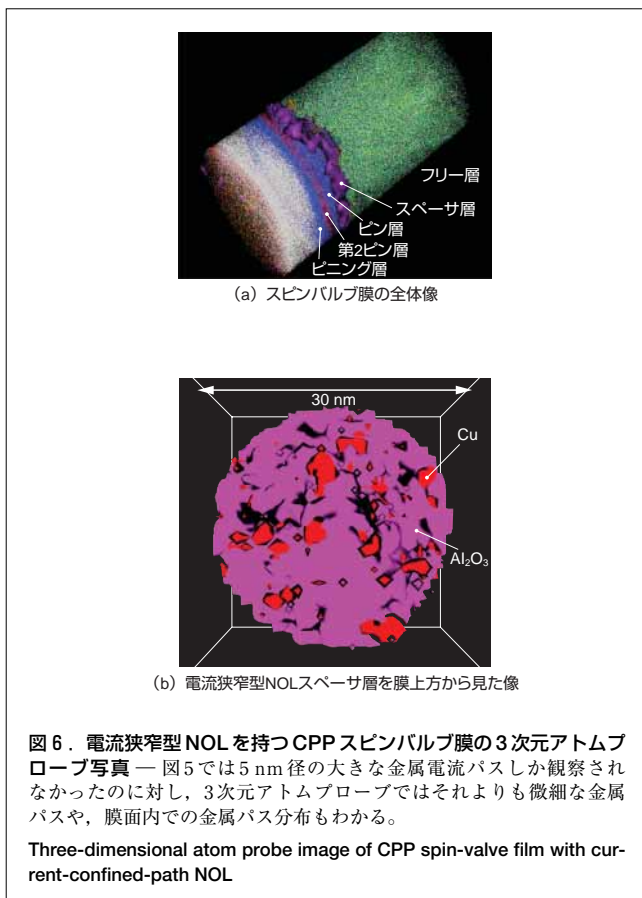 フリー層
スペーサ層
ピン層
第2ピン層
ピニング層
(a) スピンバルブ膜の全体像
30 nm
Cu
Al₂O₃
(b) 電流狭窄型NOLスペーサ層を膜上方から見た像
図6．電流狭窄型NOLを持つCPPスピンバルブ膜の3次元アトムプ
ローブ写真 — 図5では5 nm径の大きな金属電流パスしか観察され
なかったのに対し，3次元アトムプローブではそれよりも微細な金属
パスや，膜面内での金属パス分布もわかる。
Three-dimensional atom probe image of CPP spin-valve film with cur-
rent-confined-path NOL